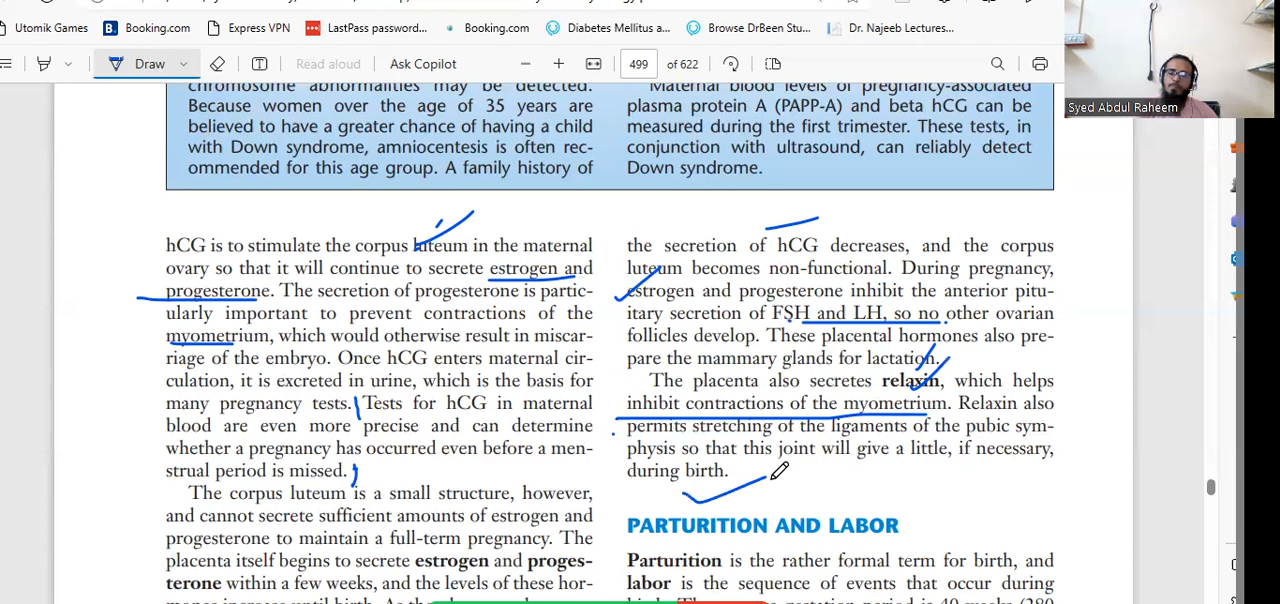 Utomik Games
Booking.com
Express VPN
LastPass password...
Booking.com
Diabetes Mellitus a...
Browse DrBeen Stu...
Dr. Najeeb Lectures...
Draw
Read aloud
Ask Copilot
499 of 622
Syed Abdul Raheem
chromosome abnormalities may be detected.
Because women over the age of 35 years are
believed to have a greater chance of having a child
with Down syndrome, amniocentesis is often rec-
ommended for this age group. A family history of
Maternal blood levels of pregnancy-associated
plasma protein A (PAPP-A) and beta hCG can be
measured during the first trimester. These tests, in
conjunction with ultrasound, can reliably detect
Down syndrome.
hCG is to stimulate the corpus luteum in the maternal
ovary so that it will continue to secrete estrogen and
progesterone. The secretion of progesterone is partic-
ularly important to prevent contractions of the
myometrium, which would otherwise result in miscar-
riage of the embryo. Once hCG enters maternal cir-
culation, it is excreted in urine, which is the basis for
many pregnancy tests. Tests for hCG in maternal
blood are even more precise and can determine
whether a pregnancy has occurred even before a men-
strual period is missed.
The corpus luteum is a small structure, however,
and cannot secrete sufficient amounts of estrogen and
progesterone to maintain a full-term pregnancy. The
placenta itself begins to secrete estrogen and proges-
terone within a few weeks, and the levels of these hor-
the secretion of hCG decreases, and the corpus
luteum becomes non-functional. During pregnancy,
estrogen and progesterone inhibit the anterior pitu-
itary secretion of FSH and LH, so no other ovarian
follicles develop. These placental hormones also pre-
pare the mammary glands for lactation.
The placenta also secretes relaxin, which helps
inhibit contractions of the myometrium. Relaxin also
permits stretching of the ligaments of the pubic sym-
physis so that this joint will give a little, if necessary,
during birth.
PARTURITION AND LABOR
Parturition is the rather formal term for birth, and
labor is the sequence of events that occur during